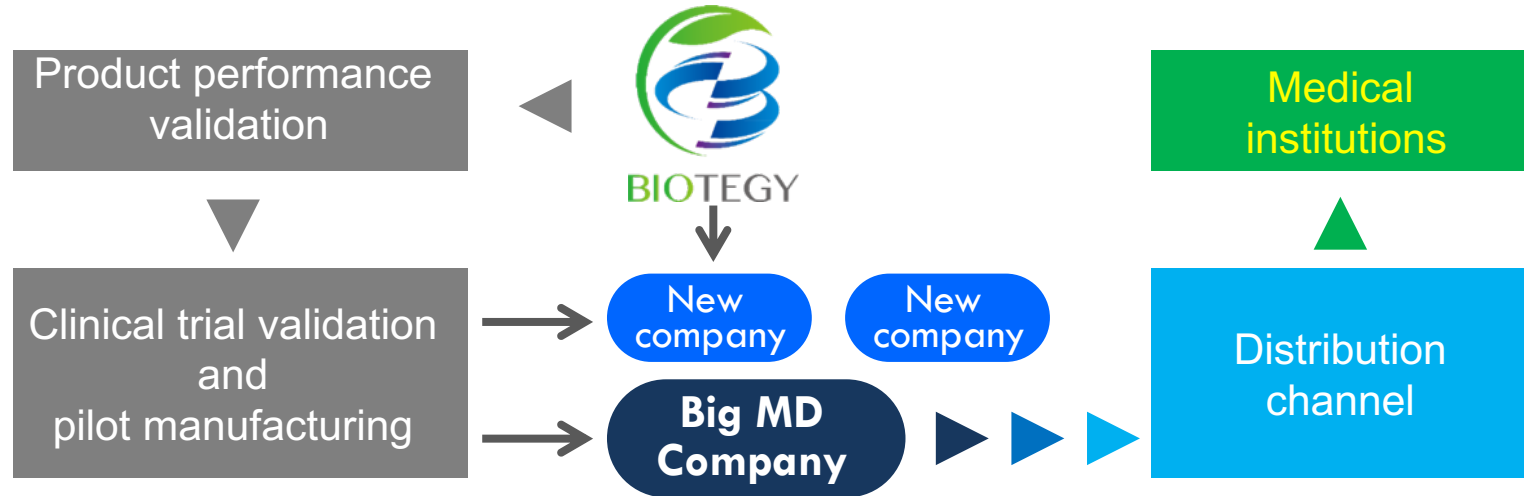 Product performance
validation
BIOTEGY
Medical
institutions
Clinical trial validation
and
pilot manufacturing
New
company
New
company
Big MD
Company
Distribution
channel